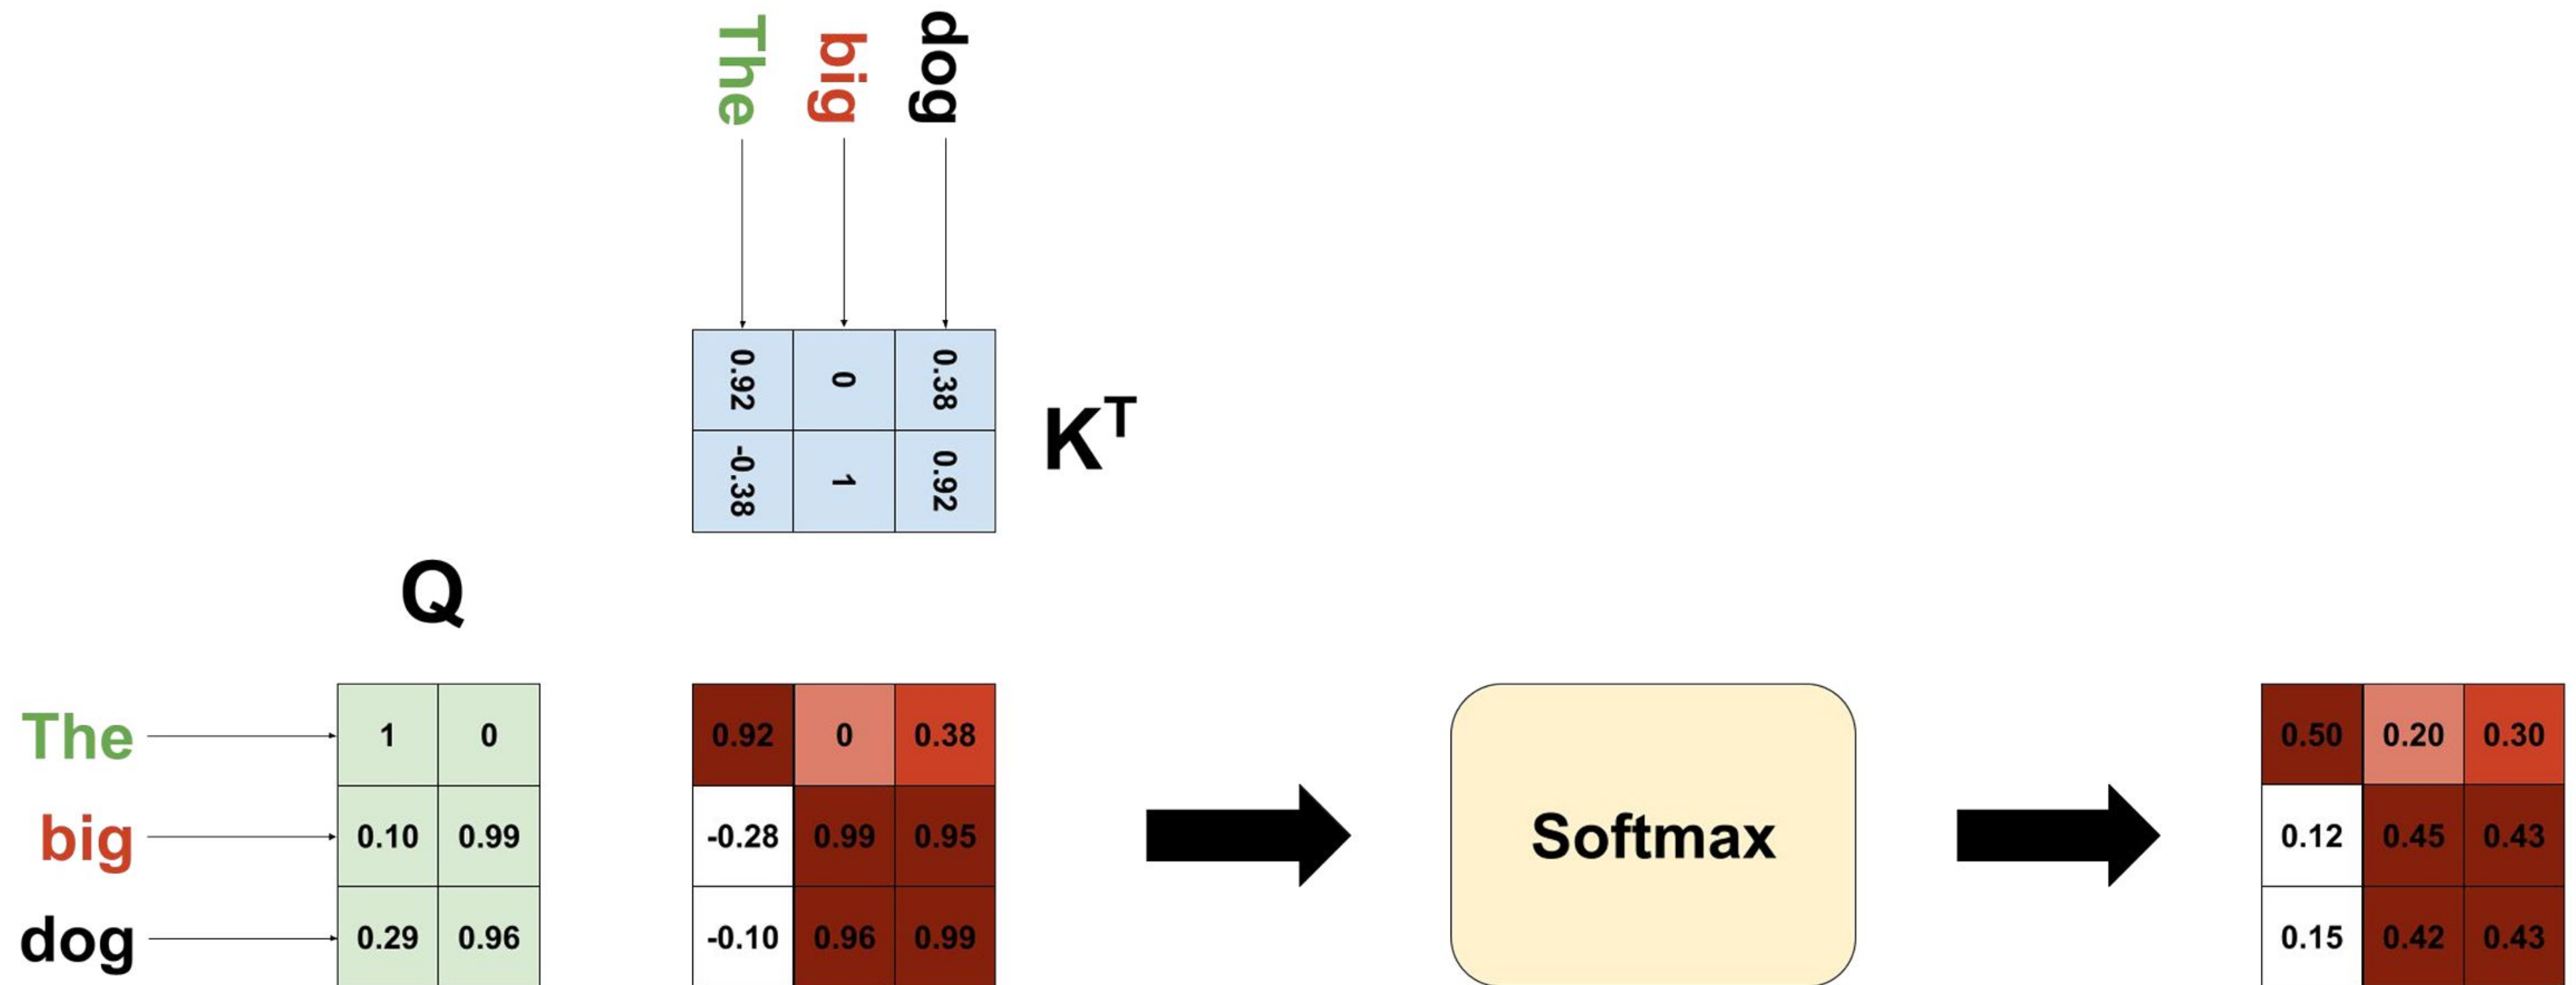 The big dog
0.92 0 0.38
-0.38 1 0.92
K^T
Q
The 1 0
big 0.10 0.99
dog 0.29 0.96
0.92 0 0.38
-0.28 0.99 0.95
-0.10 0.96 0.99
Softmax
0.50 0.20 0.30
0.12 0.45 0.43
0.15 0.42 0.43